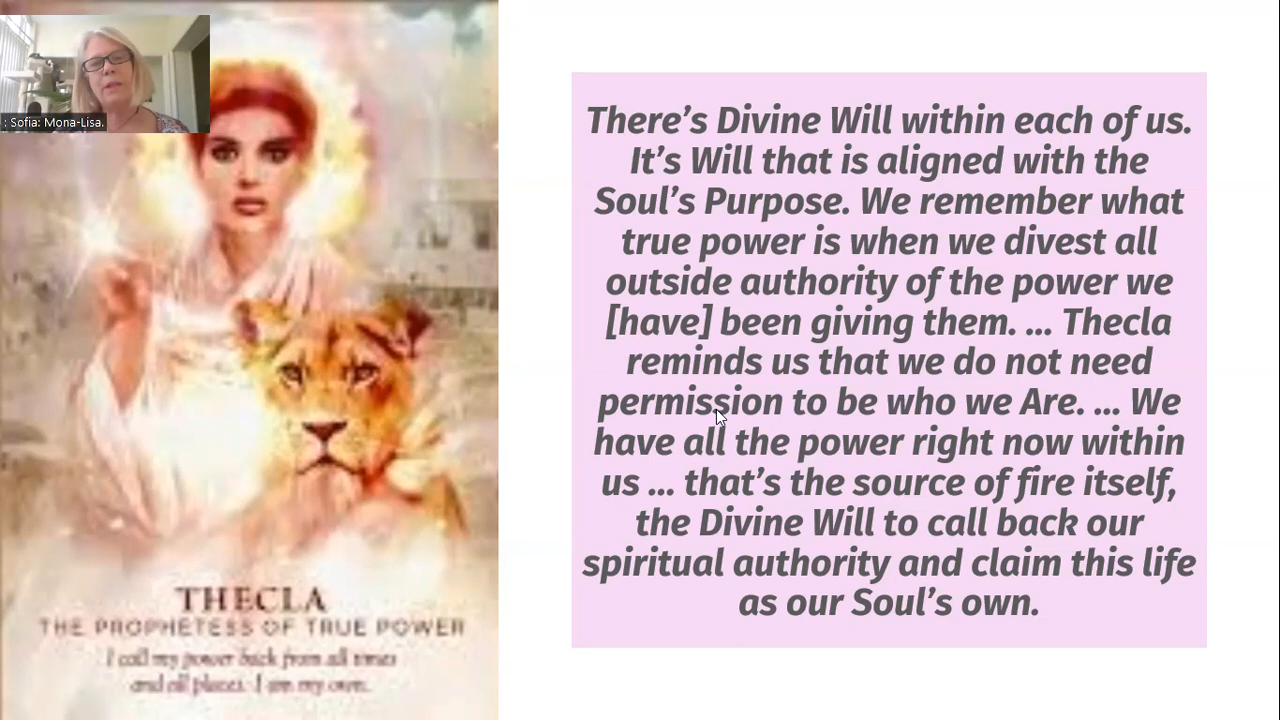 : Sofia: Mona-Lisa.
There’s Divine Will within each of us.
It’s Will that is aligned with the
Soul’s Purpose. We remember what
true power is when we divest all
outside authority of the power we
[have] been giving them. ... Thecla
reminds us that we do not need
permission to be who we Are. ... We
have all the power right now within
us ... that’s the source of fire itself,
the Divine Will to call back our
spiritual authority and claim this life
as our Soul’s own.
THECLA
THE PROPHETESS OF TRUE POWER
I call my power back from all times
and all places. I am my own.